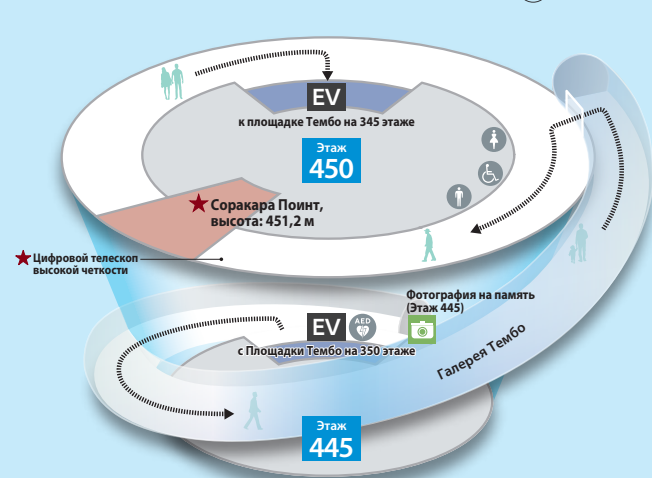 EV
к площадке Тембо на 345 этаже
Этаж
450
Соракара Поинт,
высота: 451,2 м
Цифровой телескоп
высокой четкости
Фотография на память
(Этаж 445)
EV
AED
с Площадки Тембо на 350 этаже
Галерея Тембо
Этаж
445